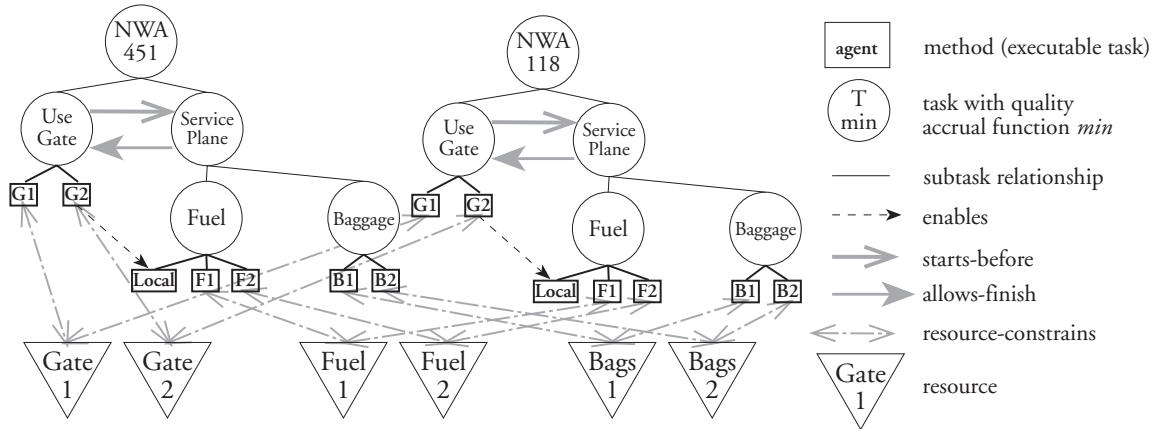 NWA
451
Use
Gate
Service
Plane
G1
G2
Fuel
Baggage
Local
F1
F2
B1
B2
NWA
118
Use
Gate
Service
Plane
G1
G2
Fuel
Baggage
Local
F1
F2
B1
B2
Gate
1
Gate
2
Fuel
1
Fuel
2
Bags
1
Bags
2
agent
method (executable task)
T
min
task with quality
accrual function min
subtask relationship
enables
starts-before
allows-finish
resource-constrains
Gate
1
resource